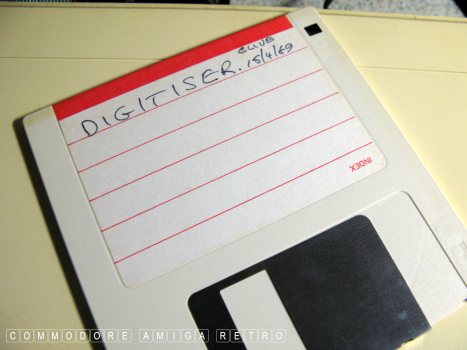 CLIVE
DIGITISER. 15/4/89
INDEX
COMMODORE AMIGA RETRO